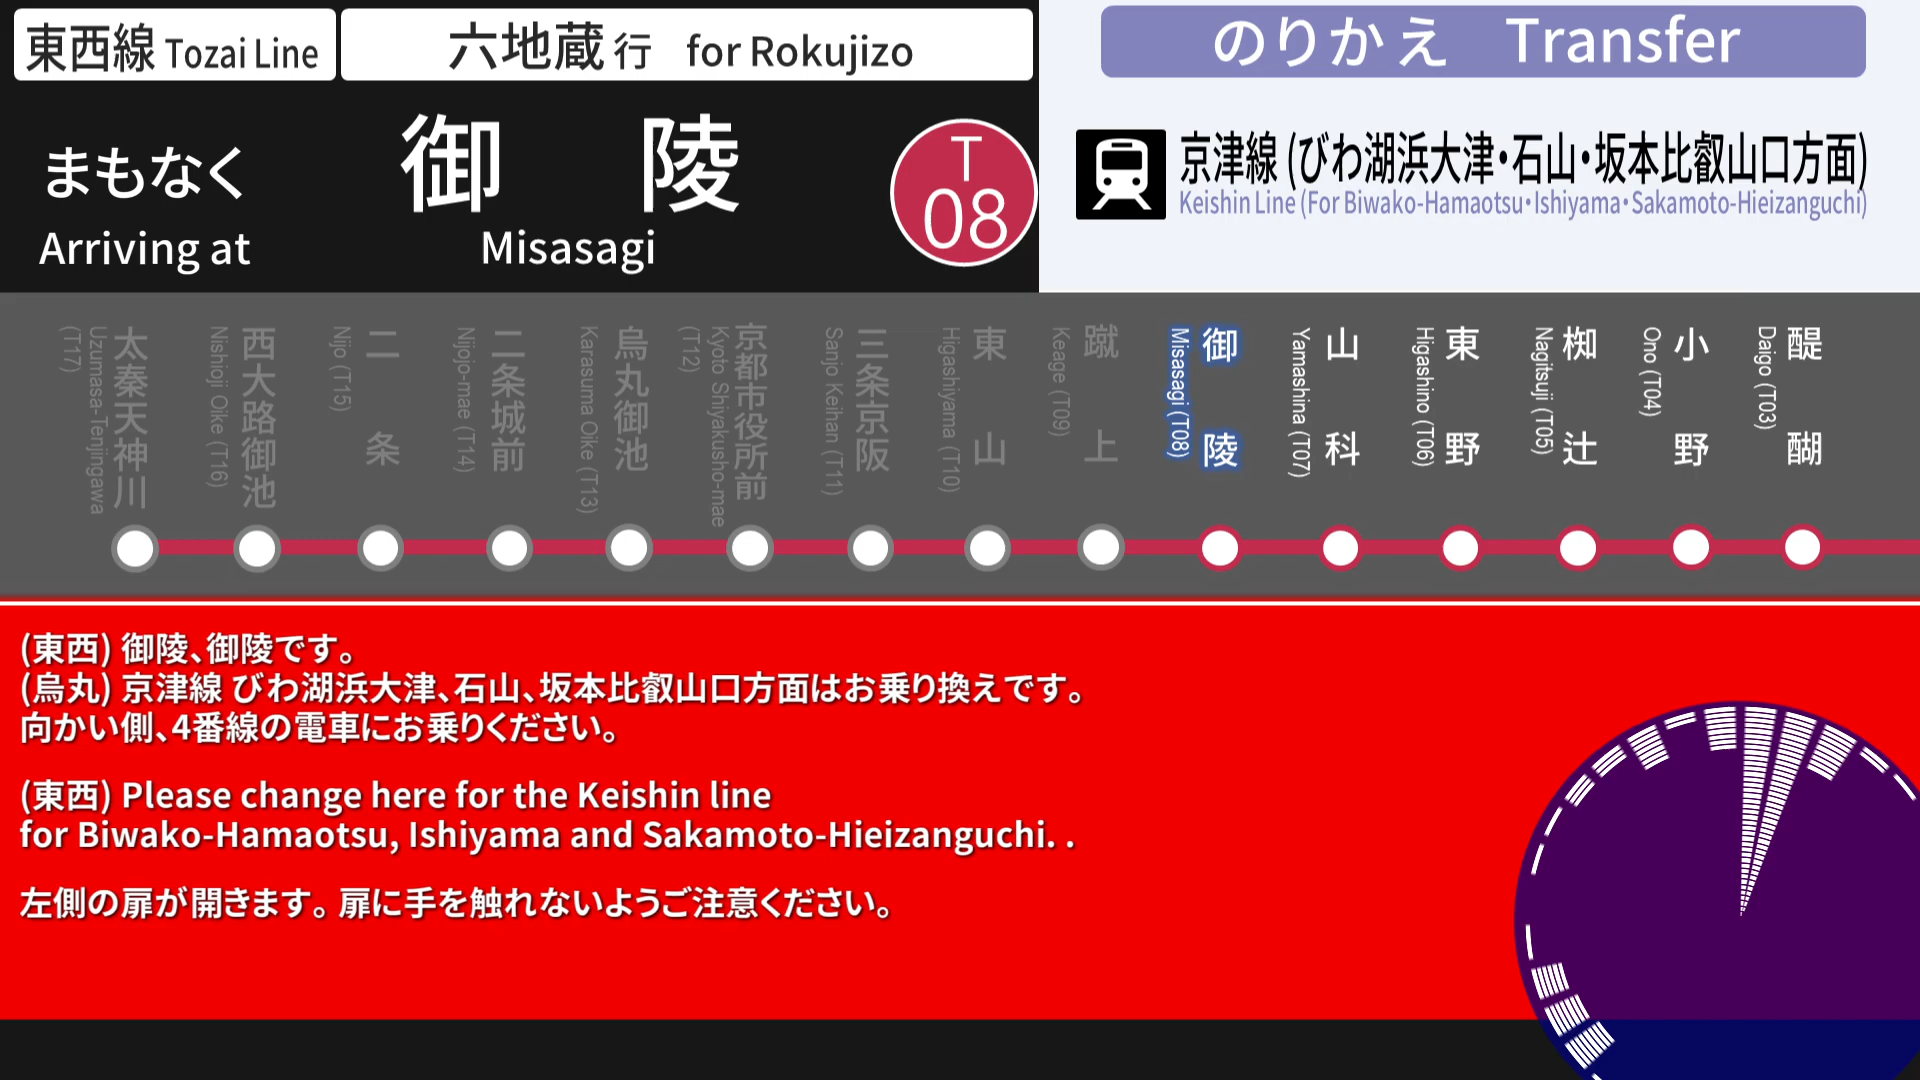 東西線 Tozai Line
六地蔵 行 for Rokujizo
まもなく
御陵
Arriving at
Misasagi
T
08
のりかえ Transfer
京津線 (びわ湖浜大津・石山・坂本比叡山口方面)
Keishin Line (For Biwako-Hamaotsu・Ishiyama・Sakamoto-Hieizanguchi)
太秦天神川
Uzumasa-Tenjingawa
(T17)
西大路御池
Nishioji Oike (T16)
二条
Nijo (T15)
二条城前
Nijojo-mae (T14)
烏丸御池
Karasuma Oike (T13)
京都市役所前
Kyoto Shiyakusho-mae
(T12)
三条京阪
Sanjo Keihan (T11)
東山
Higashiyama (T10)
蹴上
Keage (T09)
御陵
Misasagi (T08)
山科
Yamashina (T07)
東野
Higashino (T06)
椥辻
Nagitsuji (T05)
小野
Ono (T04)
醍醐
Daigo (T03)
(東西) 御陵、御陵です。
(烏丸) 京津線 びわ湖浜大津、石山、坂本比叡山口方面はお乗り換えです。
向かい側、4番線の電車にお乗りください。
(東西) Please change here for the Keishin line
for Biwako-Hamaotsu, Ishiyama and Sakamoto-Hieizanguchi. .
左側の扉が開きます。扉に手を触れないようご注意ください。